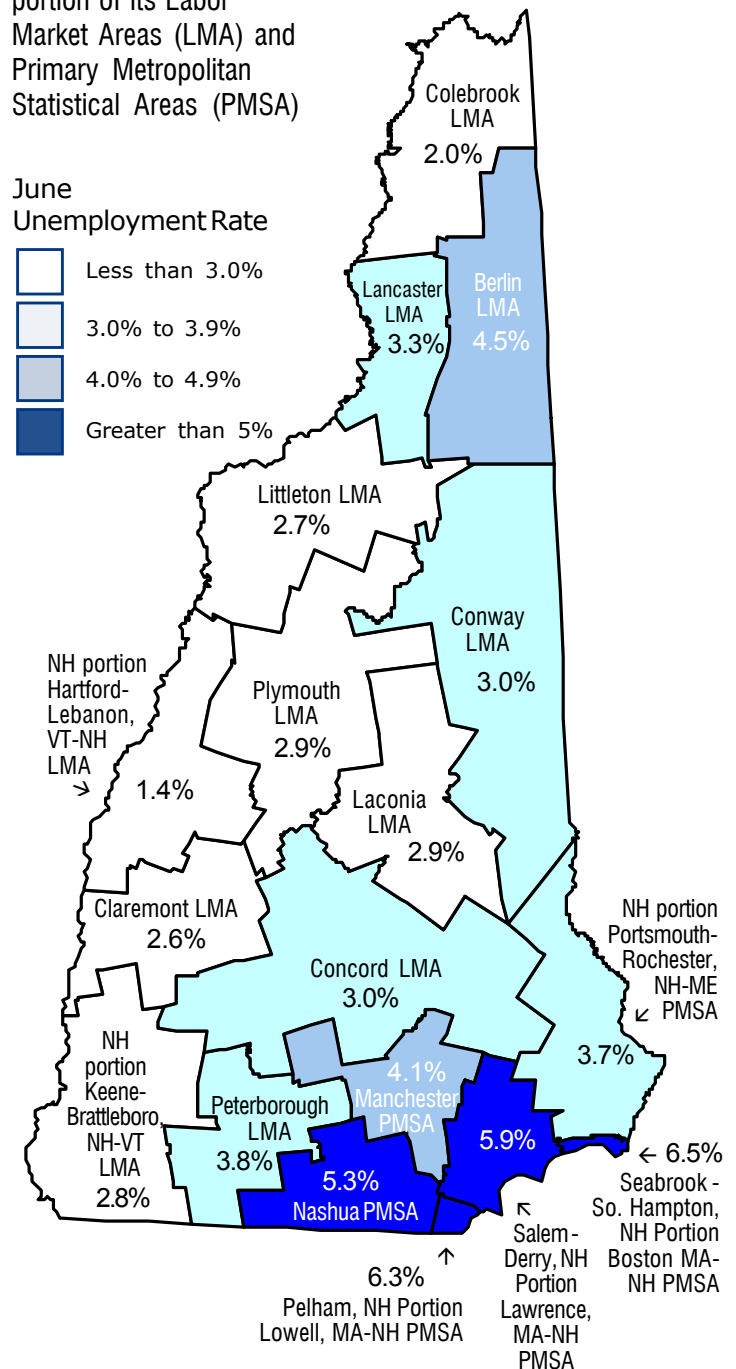 portion of its Labor
Market Areas (LMA) and
Primary Metropolitan
Statistical Areas (PMSA)
June
Unemployment Rate
Less than 3.0%
3.0% to 3.9%
4.0% to 4.9%
Greater than 5%
Colebrook
LMA
2.0%
Lancaster
LMA
3.3%
Berlin
LMA
4.5%
Littleton LMA
2.7%
Conway
LMA
3.0%
NH portion
Hartford-
Lebanon,
VT-NH
LMA
1.4%
Plymouth
LMA
2.9%
Laconia
LMA
2.9%
Claremont LMA
2.6%
Concord LMA
3.0%
NH portion
Portsmouth-
Rochester,
NH-ME
PMSA
3.7%
NH
portion
Keene-
Brattleboro,
NH-VT
LMA
2.8%
Peterborough
LMA
3.8%
4.1%
Manchester
PMSA
5.3%
Nashua PMSA
5.9%
← 6.5%
Seabrook -
So. Hampton,
NH Portion
Boston MA-
NH PMSA
Salem -
Derry, NH
Portion
Lawrence,
MA-NH
PMSA
6.3%
Pelham, NH Portion
Lowell, MA-NH PMSA